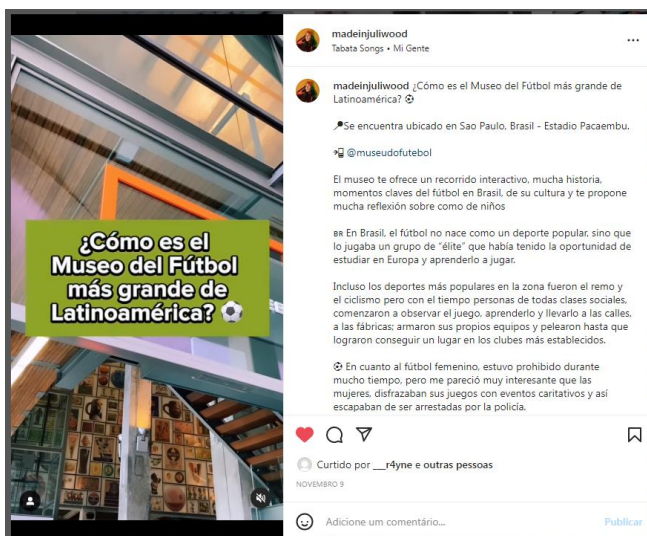 ¿Cómo es el
Museo del Fútbol
más grande de
Latinoamérica? ⚽
madeinjuliwood
Tabata Songs • Mi Gente
madeinjuliwood ¿Cómo es el Museo del Fútbol más grande de
Latinoamérica? ⚽
📍Se encuentra ubicado en Sao Paulo, Brasil - Estadio Pacaembu.
📲 @museudofutebol
El museo te ofrece un recorrido interactivo, mucha historia,
momentos claves del fútbol en Brasil, de su cultura y te propone
mucha reflexión sobre como de niños
BR En Brasil, el fútbol no nace como un deporte popular, sino que
lo jugaba un grupo de “élite” que había tenido la oportunidad de
estudiar en Europa y aprenderlo a jugar.
Incluso los deportes más populares en la zona fueron el remo y
el ciclismo pero con el tiempo personas de todas clases sociales,
comenzaron a observar el juego, aprenderlo y llevarlo a las calles,
a las fábricas; armaron sus propios equipos y pelearon hasta que
lograron conseguir un lugar en los clubes más establecidos.
⚽ En cuanto al fútbol femenino, estuvo prohibido durante
mucho tiempo, pero me pareció muy interesante que las
mujeres, disfrazaban sus juegos con eventos caritativos y así
escapaban de ser arrestadas por la policía.
Curtido por ___r4yne e outras pessoas
NOVEMBRO 9
Adicione um comentário...
Publicar